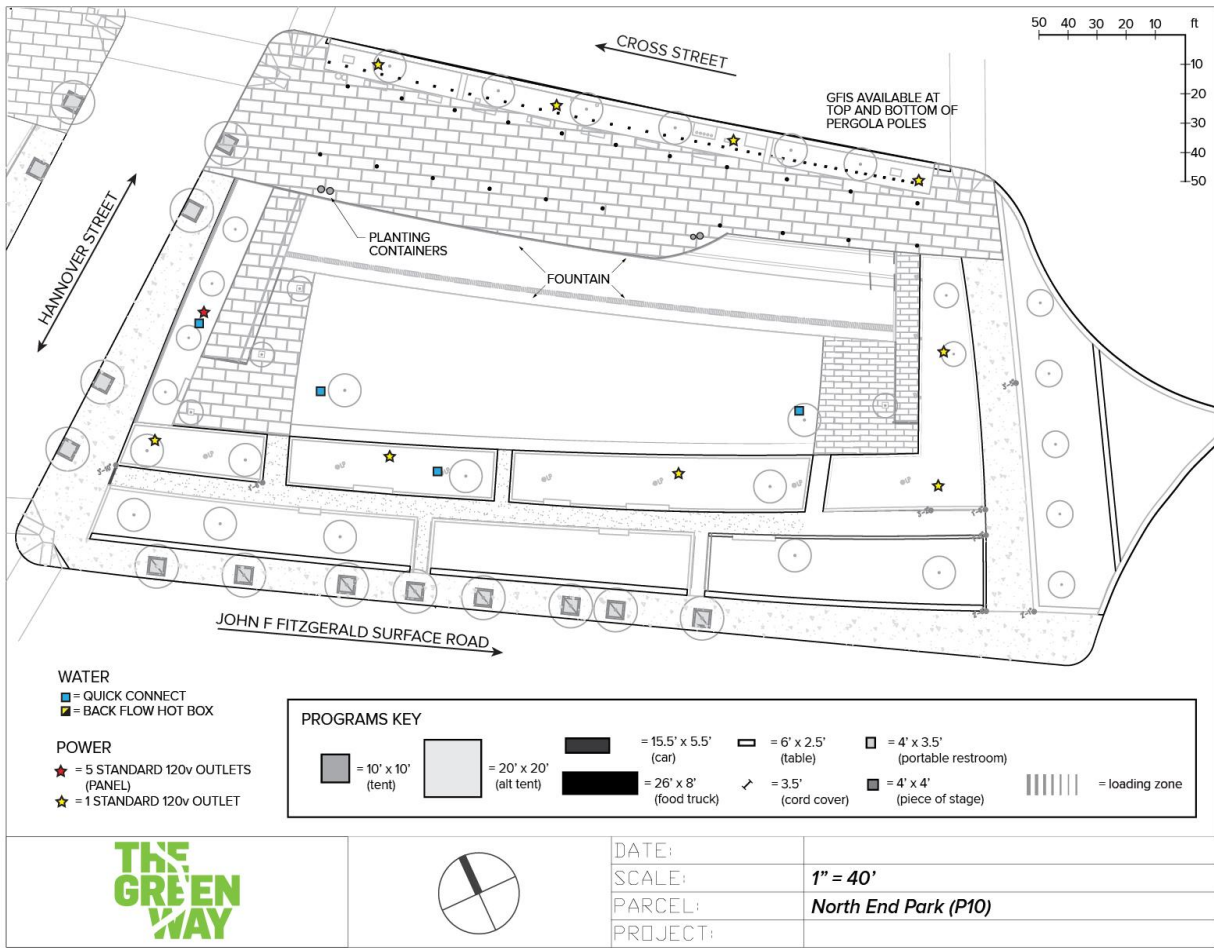 50 40 30 20 10 ft
10
20
30
40
50
CROSS STREET
GFIS AVAILABLE AT
TOP AND BOTTOM OF
PERGOLA POLES
HANNOVER STREET
PLANTING
CONTAINERS
FOUNTAIN
JOHN F FITZGERALD SURFACE ROAD
WATER
= QUICK CONNECT
= BACK FLOW HOT BOX
POWER
= 5 STANDARD 120v OUTLETS
(PANEL)
= 1 STANDARD 120v OUTLET
PROGRAMS KEY
= 10' x 10'
(tent)
= 20' x 20'
(alt tent)
= 15.5' x 5.5'
(car)
= 26' x 8'
(food truck)
= 6' x 2.5'
(table)
= 3.5'
(cord cover)
= 4' x 3.5'
(portable restroom)
= 4' x 4'
(piece of stage)
= loading zone
THE
GREEN
WAY
DATE:
SCALE: 1" = 40'
PARCEL: North End Park (P10)
PROJECT: